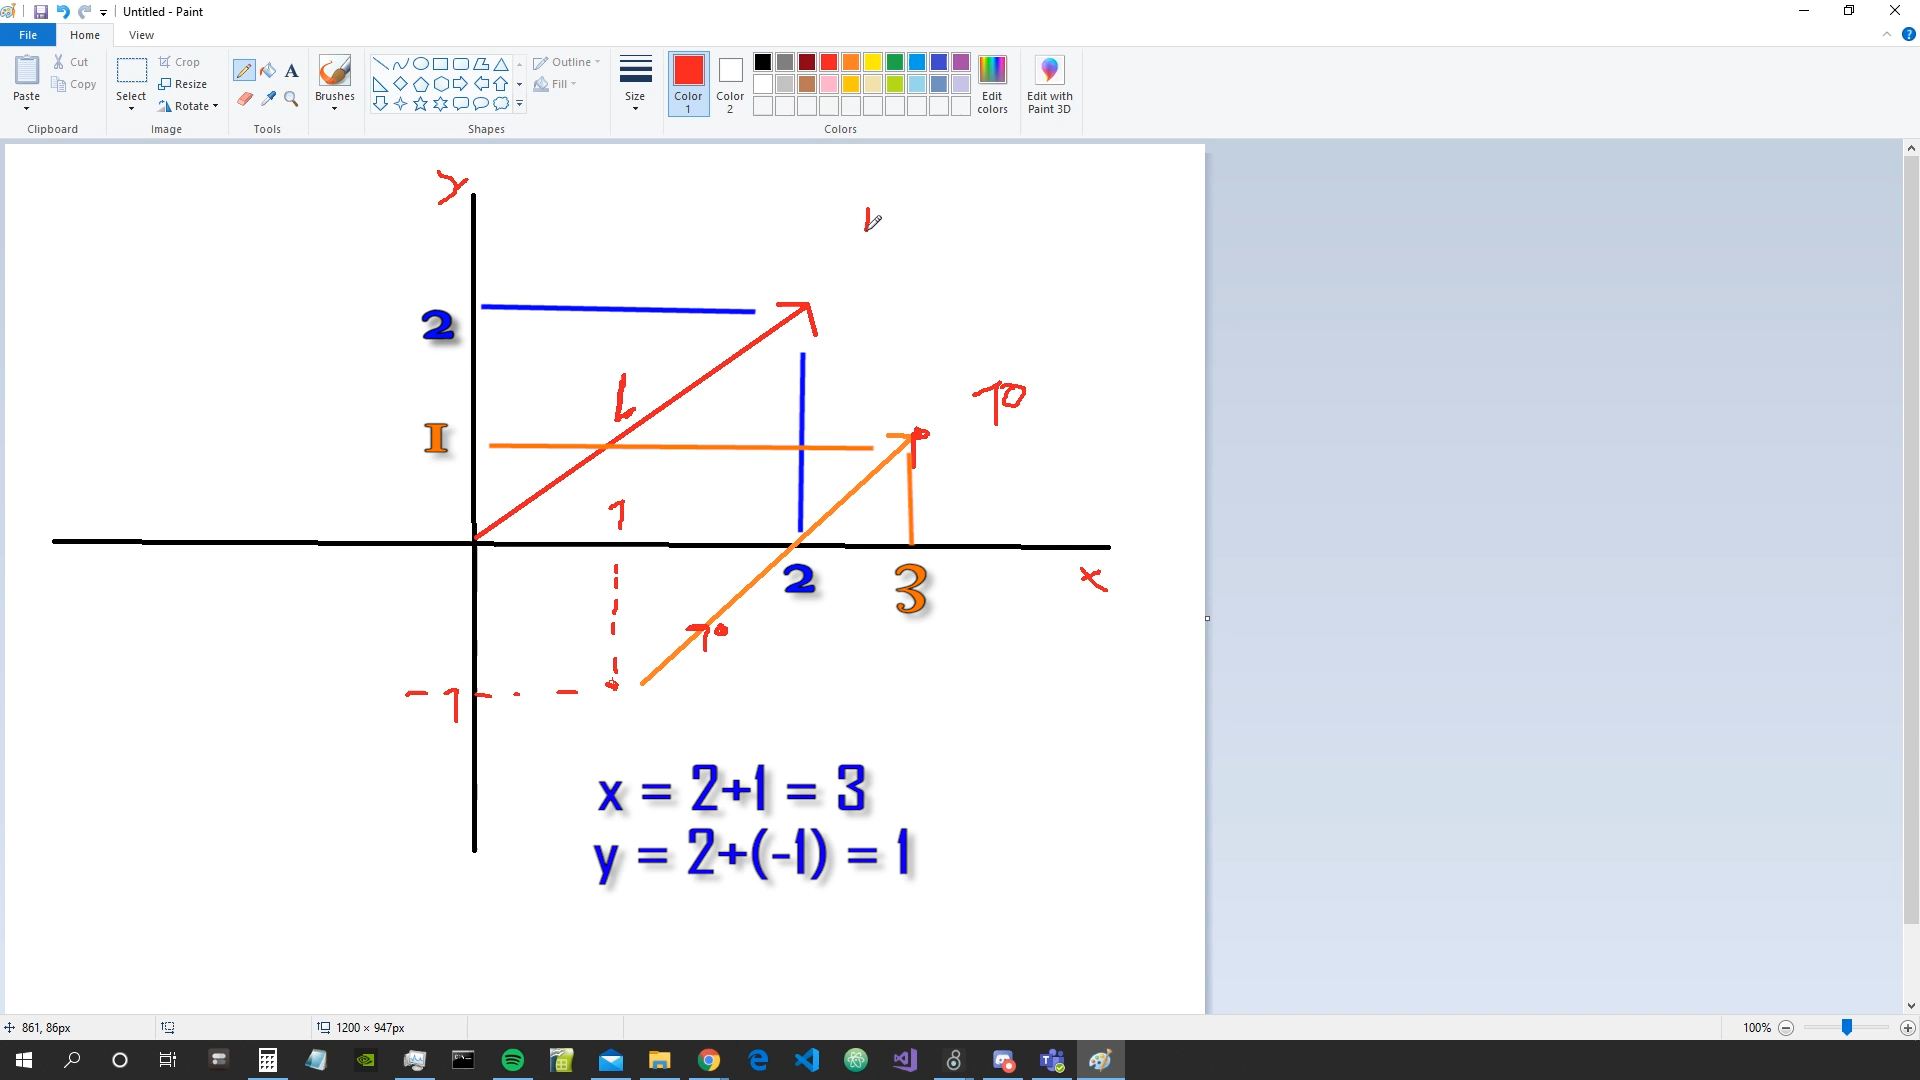 Untitled - Paint
File Home View
Paste
Cut
Copy
Clipboard
Select
Crop
Resize
Rotate
Image
A
Tools
Brushes
Outline
Fill
Shapes
Size
Color 1
Color 2
Edit colors
Edit with Paint 3D
Colors
y
2
1
1
2
3
x
-1
x = 2+1 = 3
y = 2+(-1) = 1
861, 86px
1200 × 947px
100%